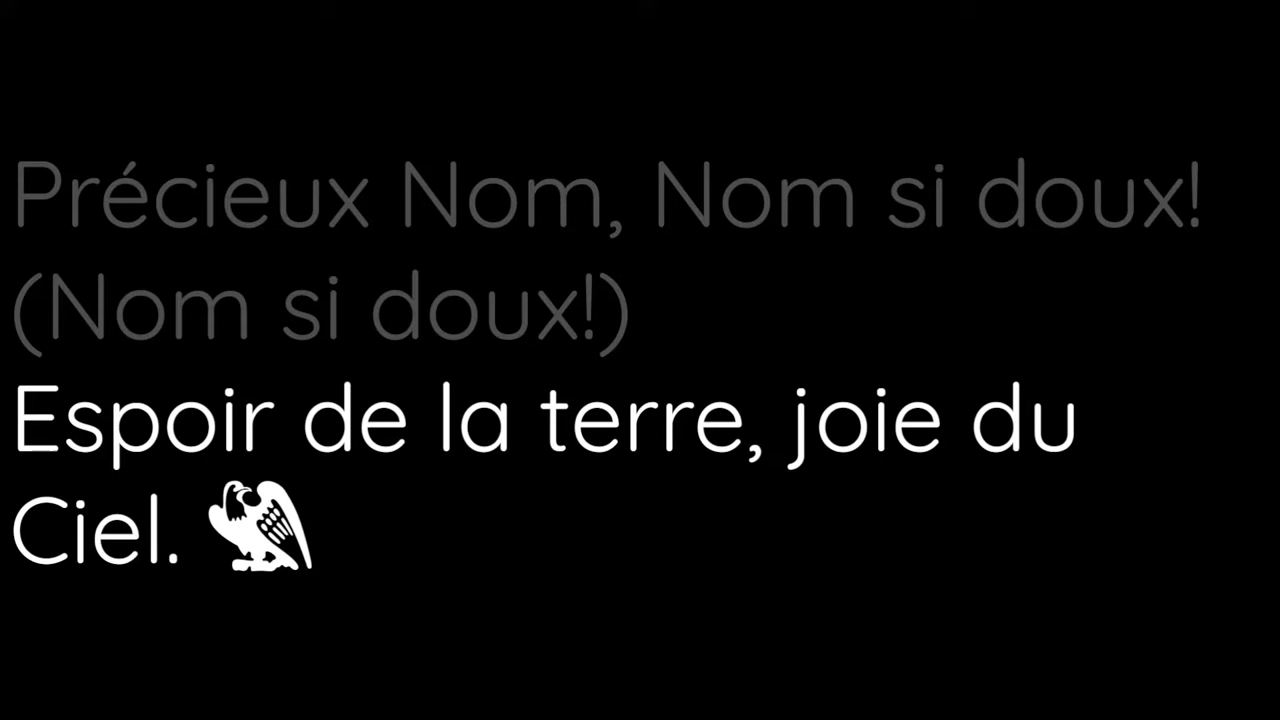 Précieux Nom, Nom si doux!
(Nom si doux!)
Espoir de la terre, joie du
Ciel.